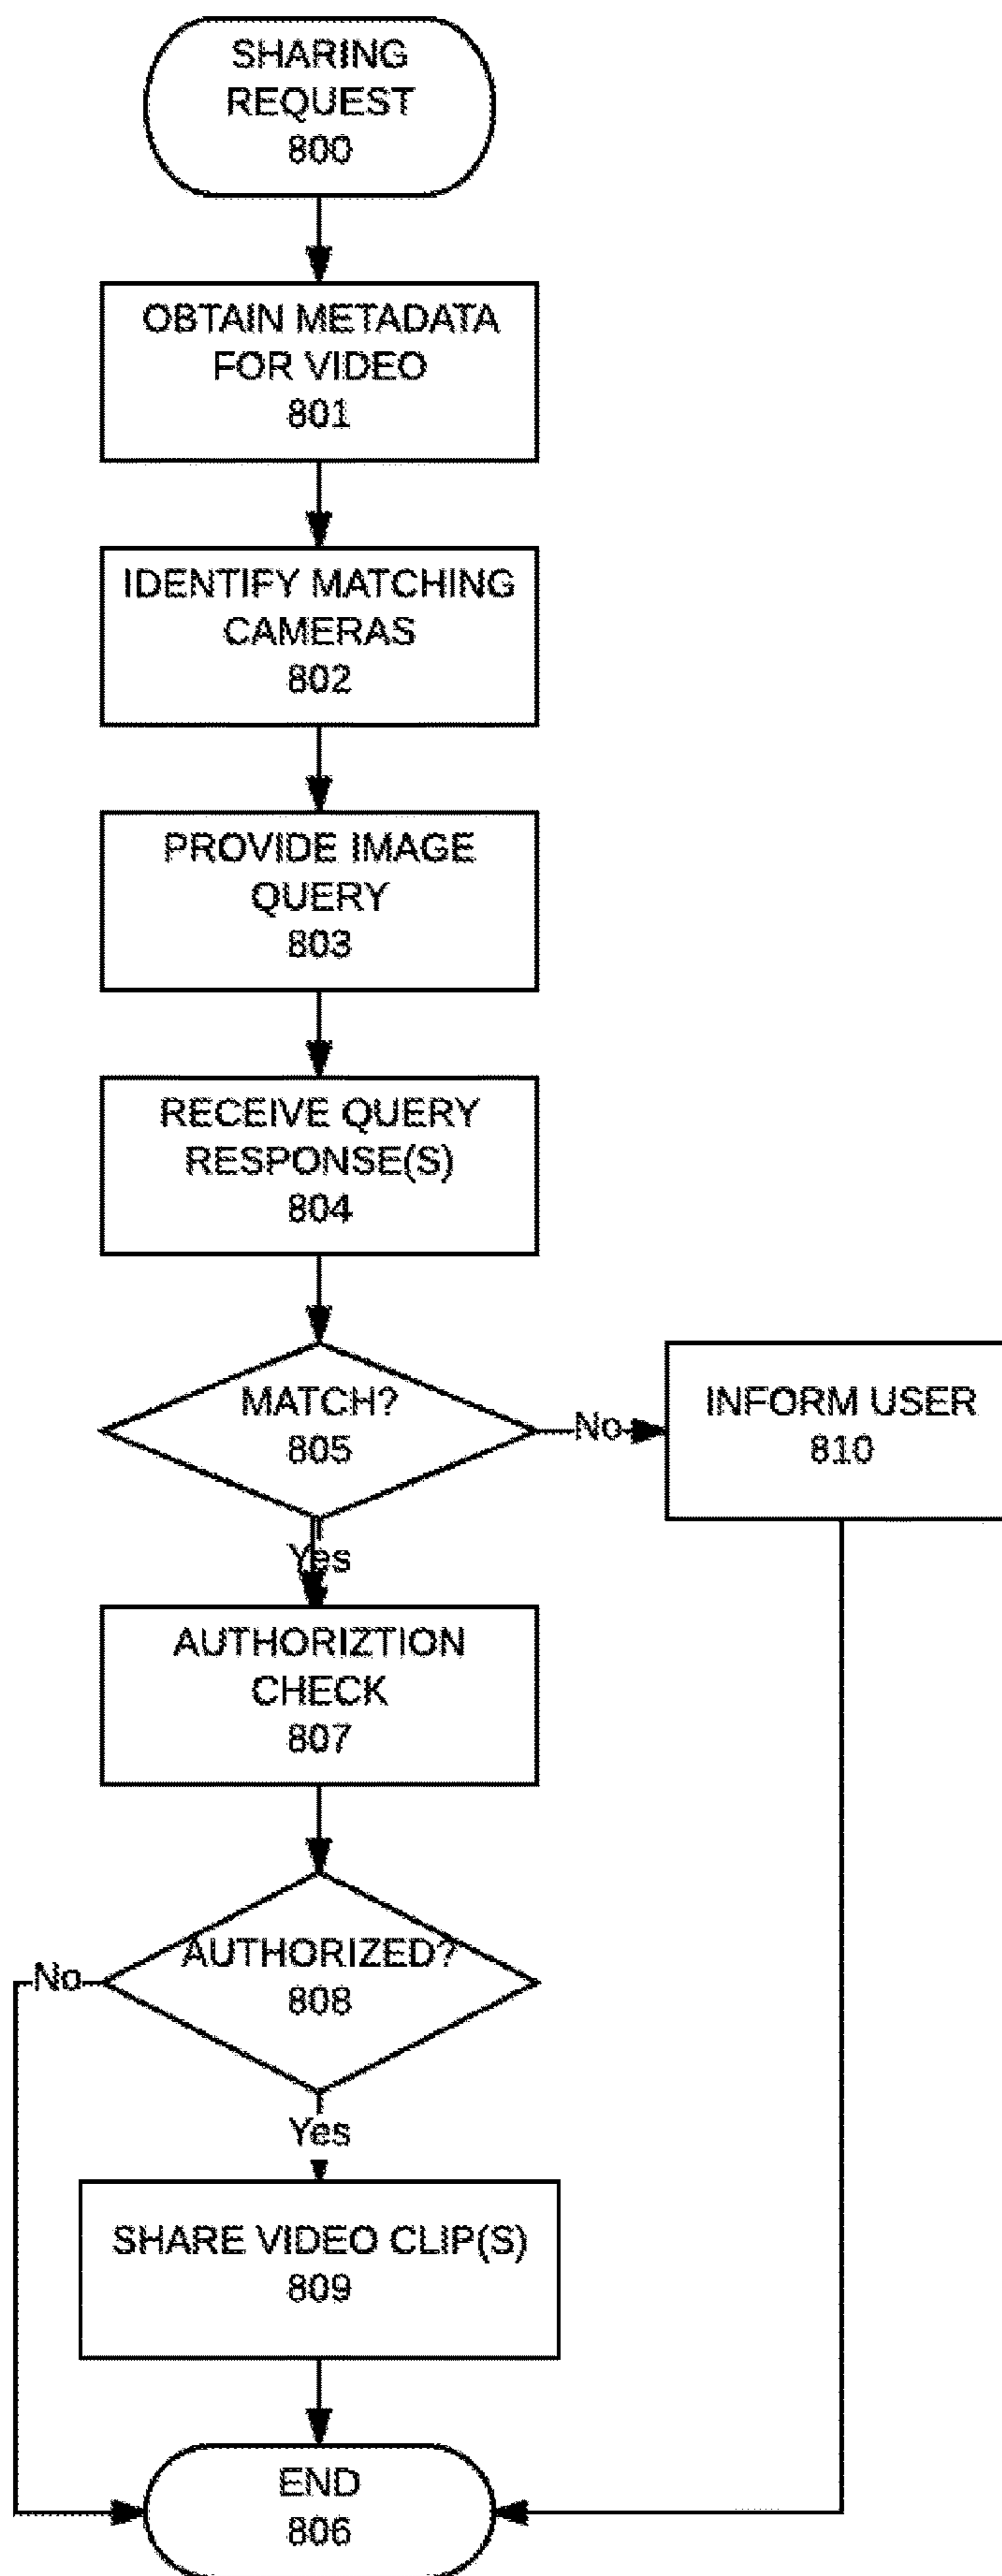 SHARING
REQUEST
800
OBTAIN METADATA
FOR VIDEO
801
IDENTIFY MATCHING
CAMERAS
802
PROVIDE IMAGE
QUERY
803
RECEIVE QUERY
RESPONSE(S)
804
MATCH?
805
No
INFORM USER
810
Yes
AUTHORIZTION
CHECK
807
AUTHORIZED?
808
No
Yes
SHARE VIDEO CLIP(S)
809
END
806